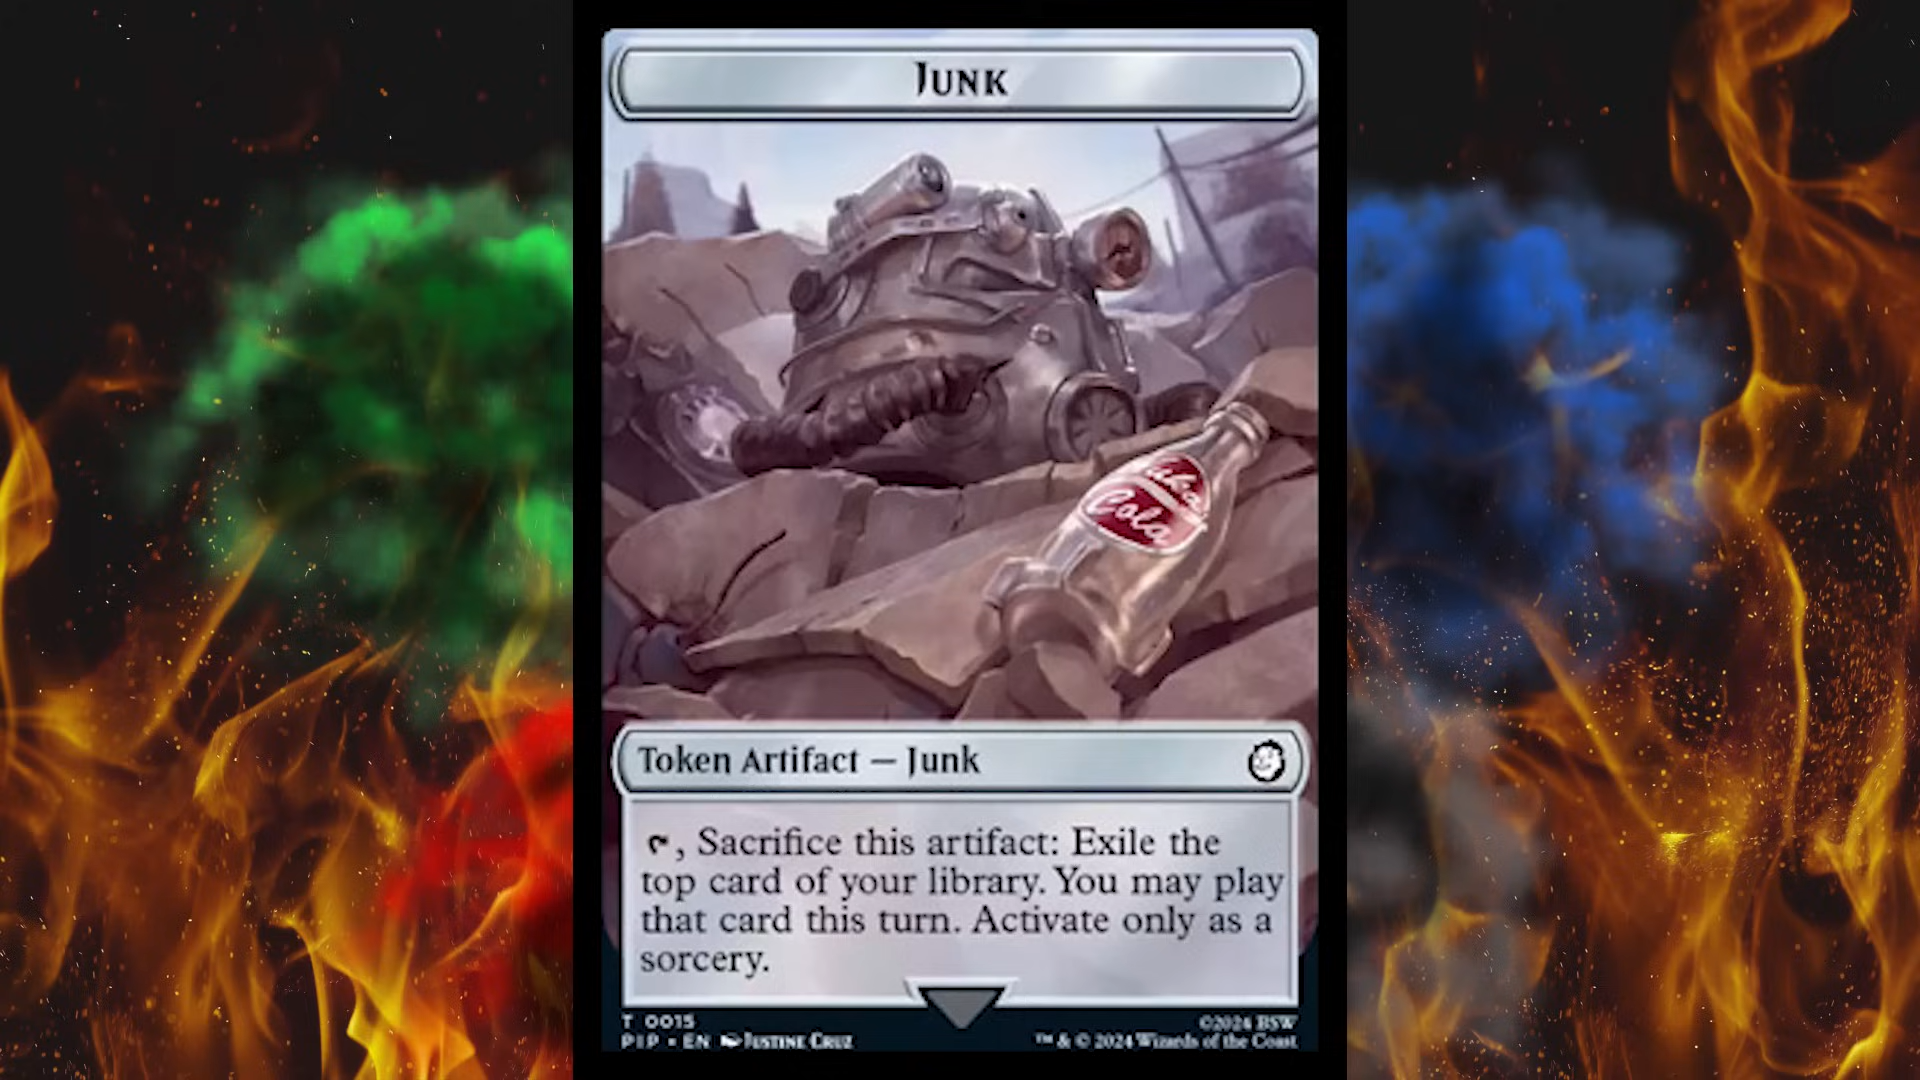 Junk
Nuka
Cola
Token Artifact — Junk
, Sacrifice this artifact: Exile the
top card of your library. You may play
that card this turn. Activate only as a
sorcery.
T 0015
©2024 BSW
PIP • EN Justine Cruz
™ & © 2024 Wizards of the Coast